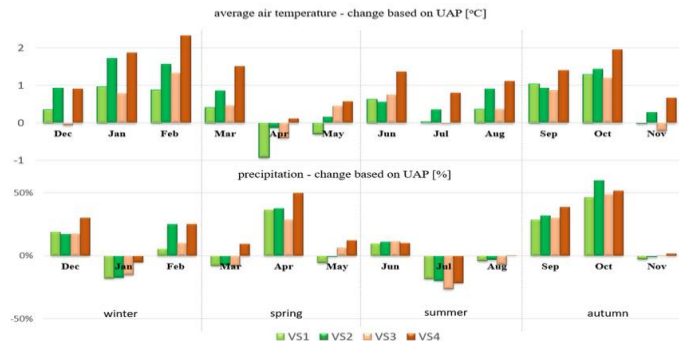 average air temperature - change based on UAP [°C]
2
1
0
-1
Dec Jan Feb Mar Apr May Jun Jul Aug Sep Oct Nov
precipitation - change based on UAP [%]
50%
0%
-50%
Dec Jan Feb Mar Apr May Jun Jul Aug Sep Oct Nov
winter spring summer autumn
VS1 VS2 VS3 VS4